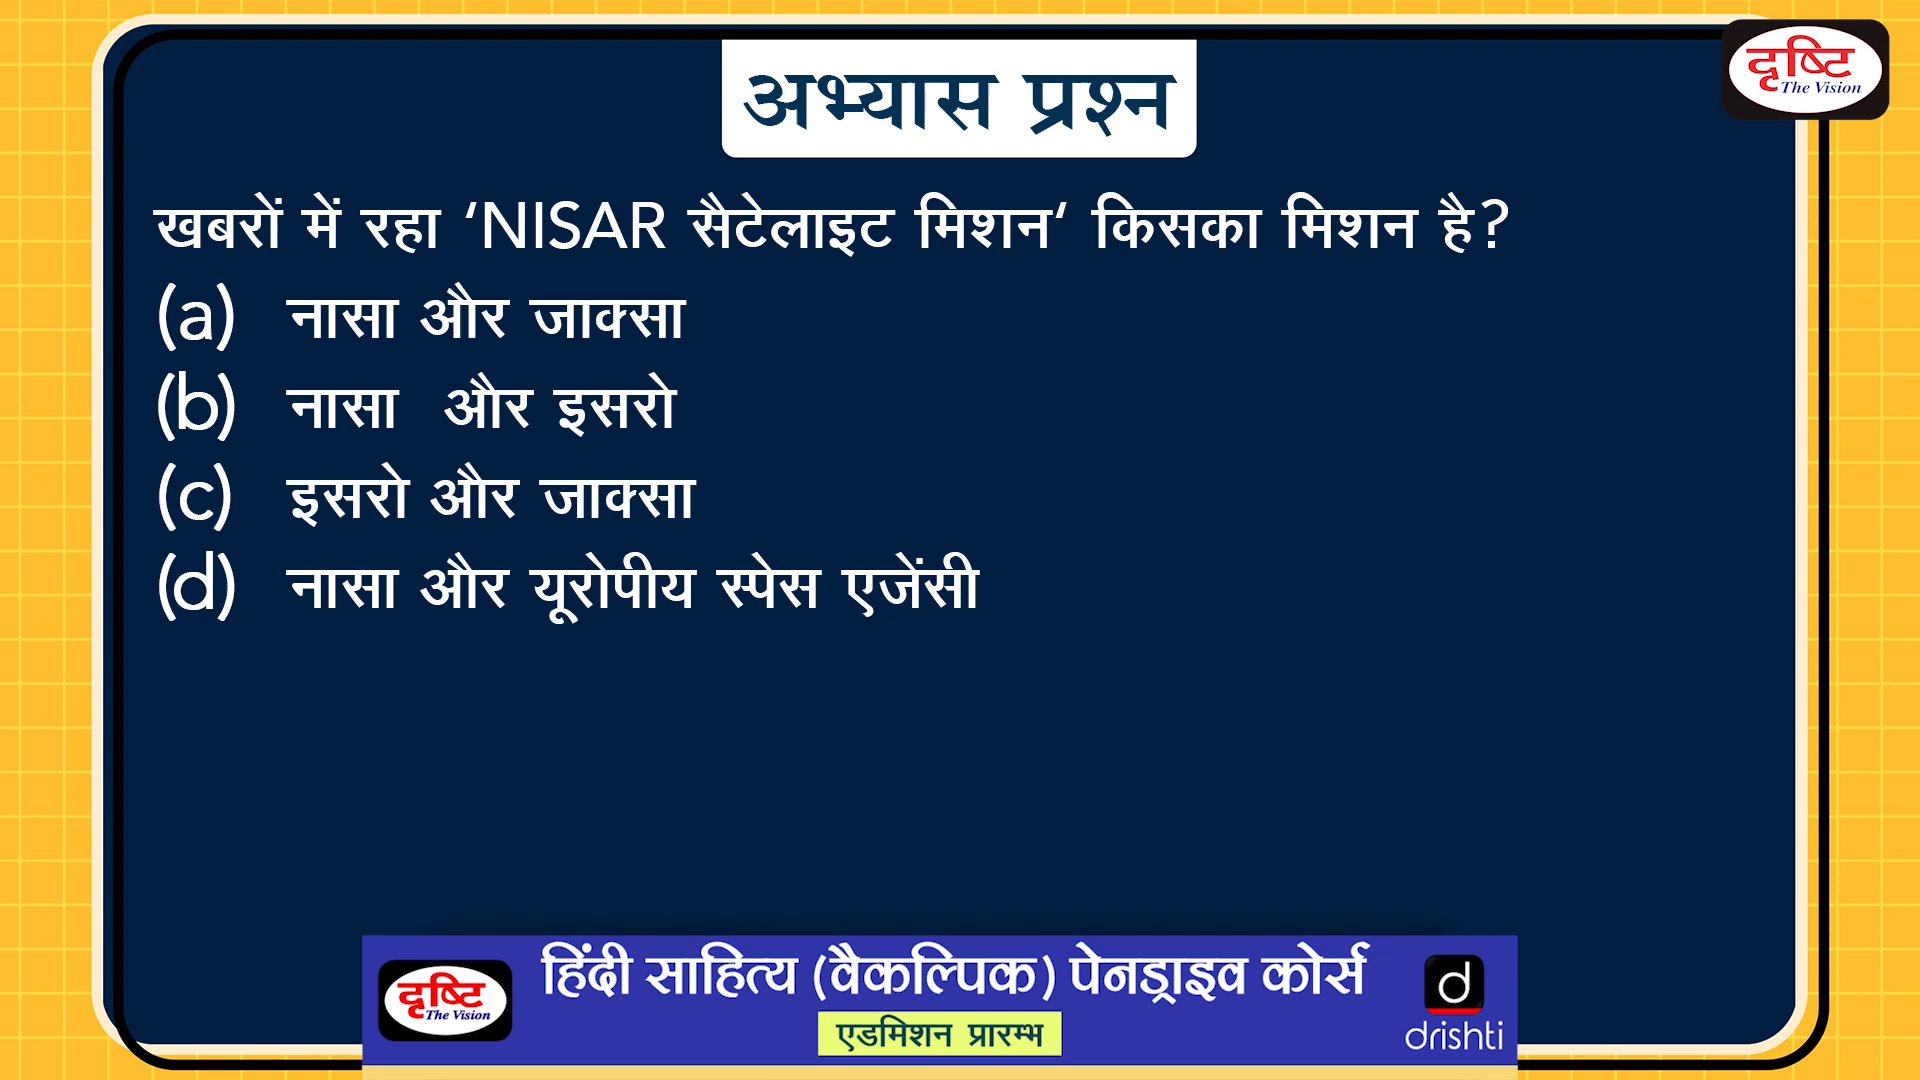 दृष्टि
The Vision
अभ्यास प्रश्न
खबरों में रहा ‘NISAR सैटेलाइट मिशन‘ किसका मिशन है?
(a) नासा और जाक्सा
(b) नासा और इसरो
(c) इसरो और जाक्सा
(d) नासा और यूरोपीय स्पेस एजेंसी
दृष्टि
The Vision
हिंदी साहित्य (वैकल्पिक) पेनड्राइव कोर्स
एडमिशन प्रारम्भ
d
drishti